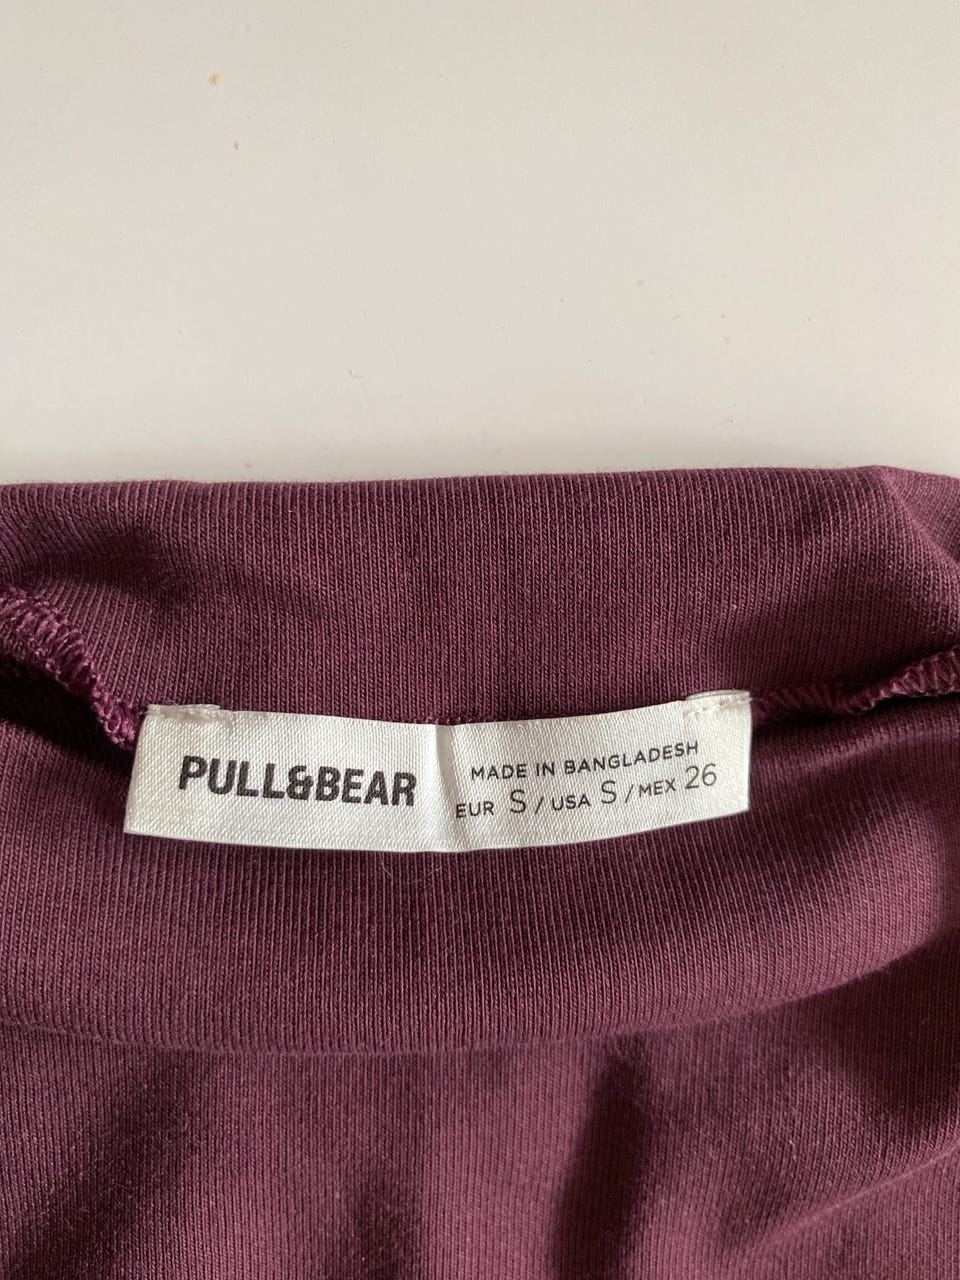 PULL&BEAR
MADE IN BANGLADESH
EUR S / USA S / MEX 26